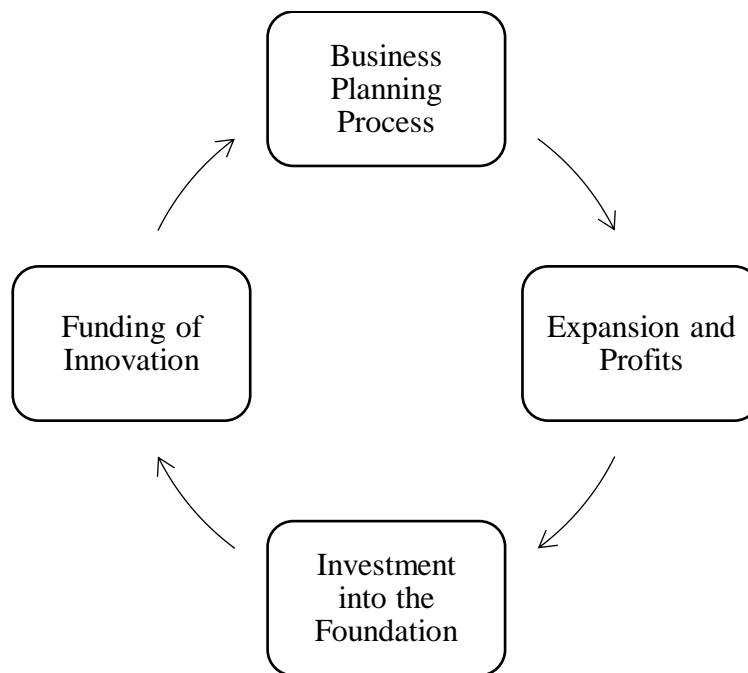 Business
Planning
Process
Expansion and
Profits
Investment
into the
Foundation
Funding of
Innovation